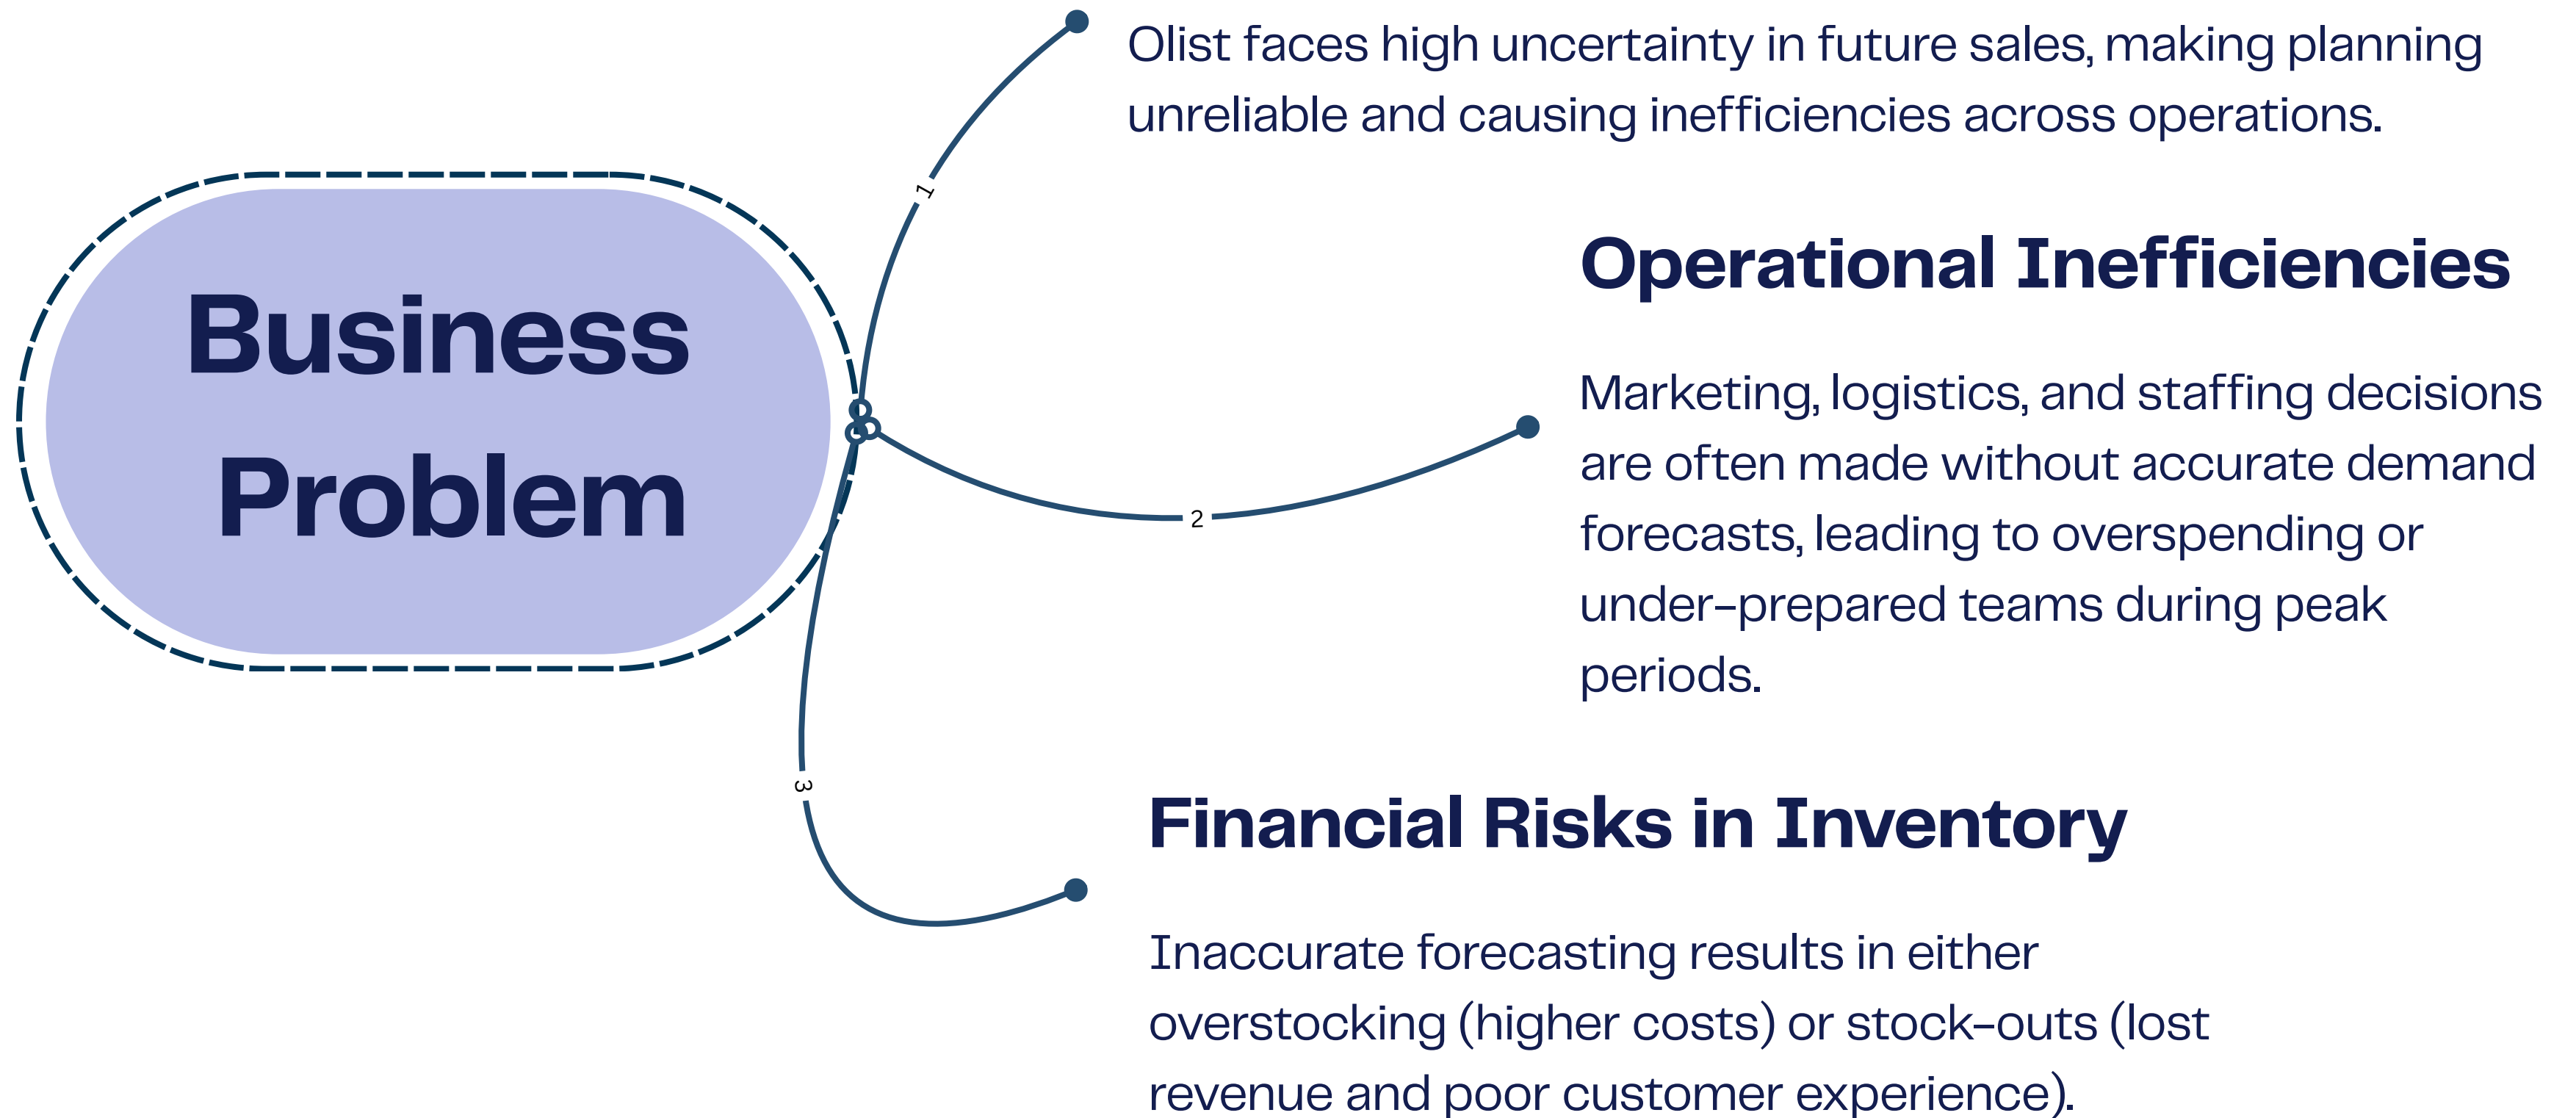 Business
Problem
1
Olist faces high uncertainty in future sales, making planning
unreliable and causing inefficiencies across operations.
2
Operational Inefficiencies
Marketing, logistics, and staffing decisions
are often made without accurate demand
forecasts, leading to overspending or
under-prepared teams during peak
periods.
3
Financial Risks in Inventory
Inaccurate forecasting results in either
overstocking (higher costs) or stock-outs (lost
revenue and poor customer experience).